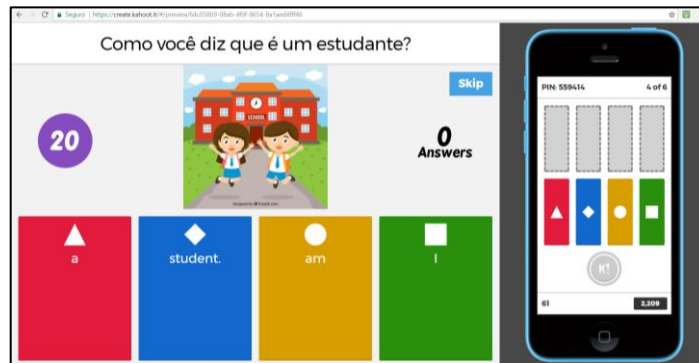 Seguro
Como você diz que é um estudante?
Skip
20
SCHOOL
0
Answers
a
student.
am
I
PIN: 559414
4 of 6
K!
61
2,209